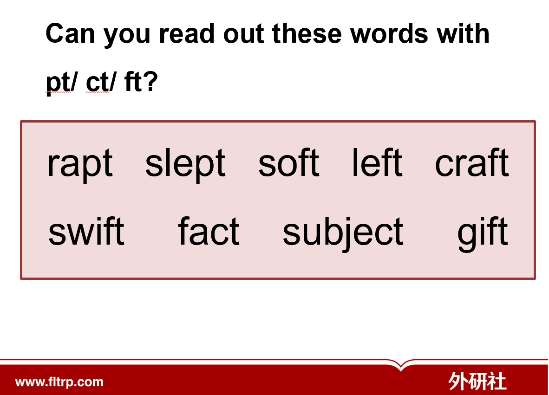 Can you read out these words with
pt/ ct/ ft?
rapt slept soft left craft
swift fact subject gift
www.fltrp.com 外研社